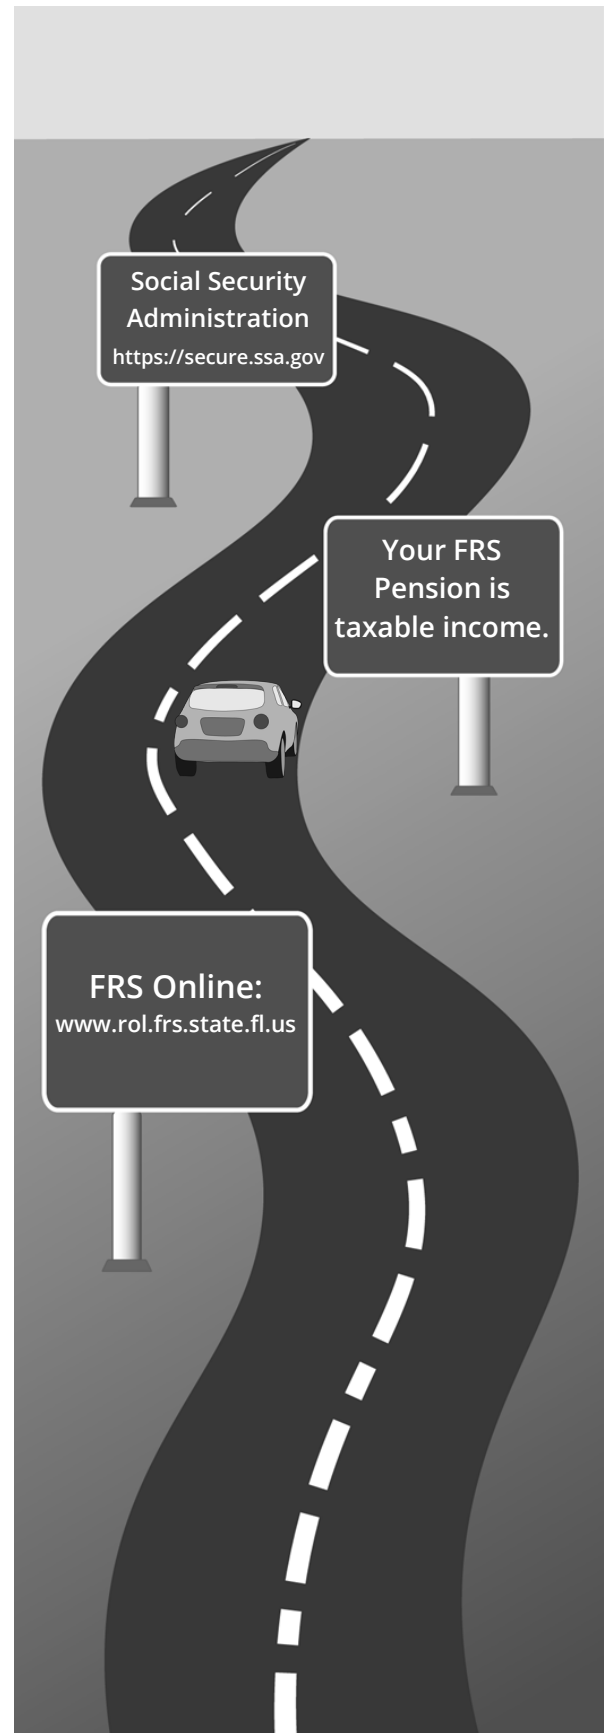 Social Security
Administration
https://secure.ssa.gov
Your FRS
Pension is
taxable income.
FRS Online:
www.rol.frs.state.fl.us